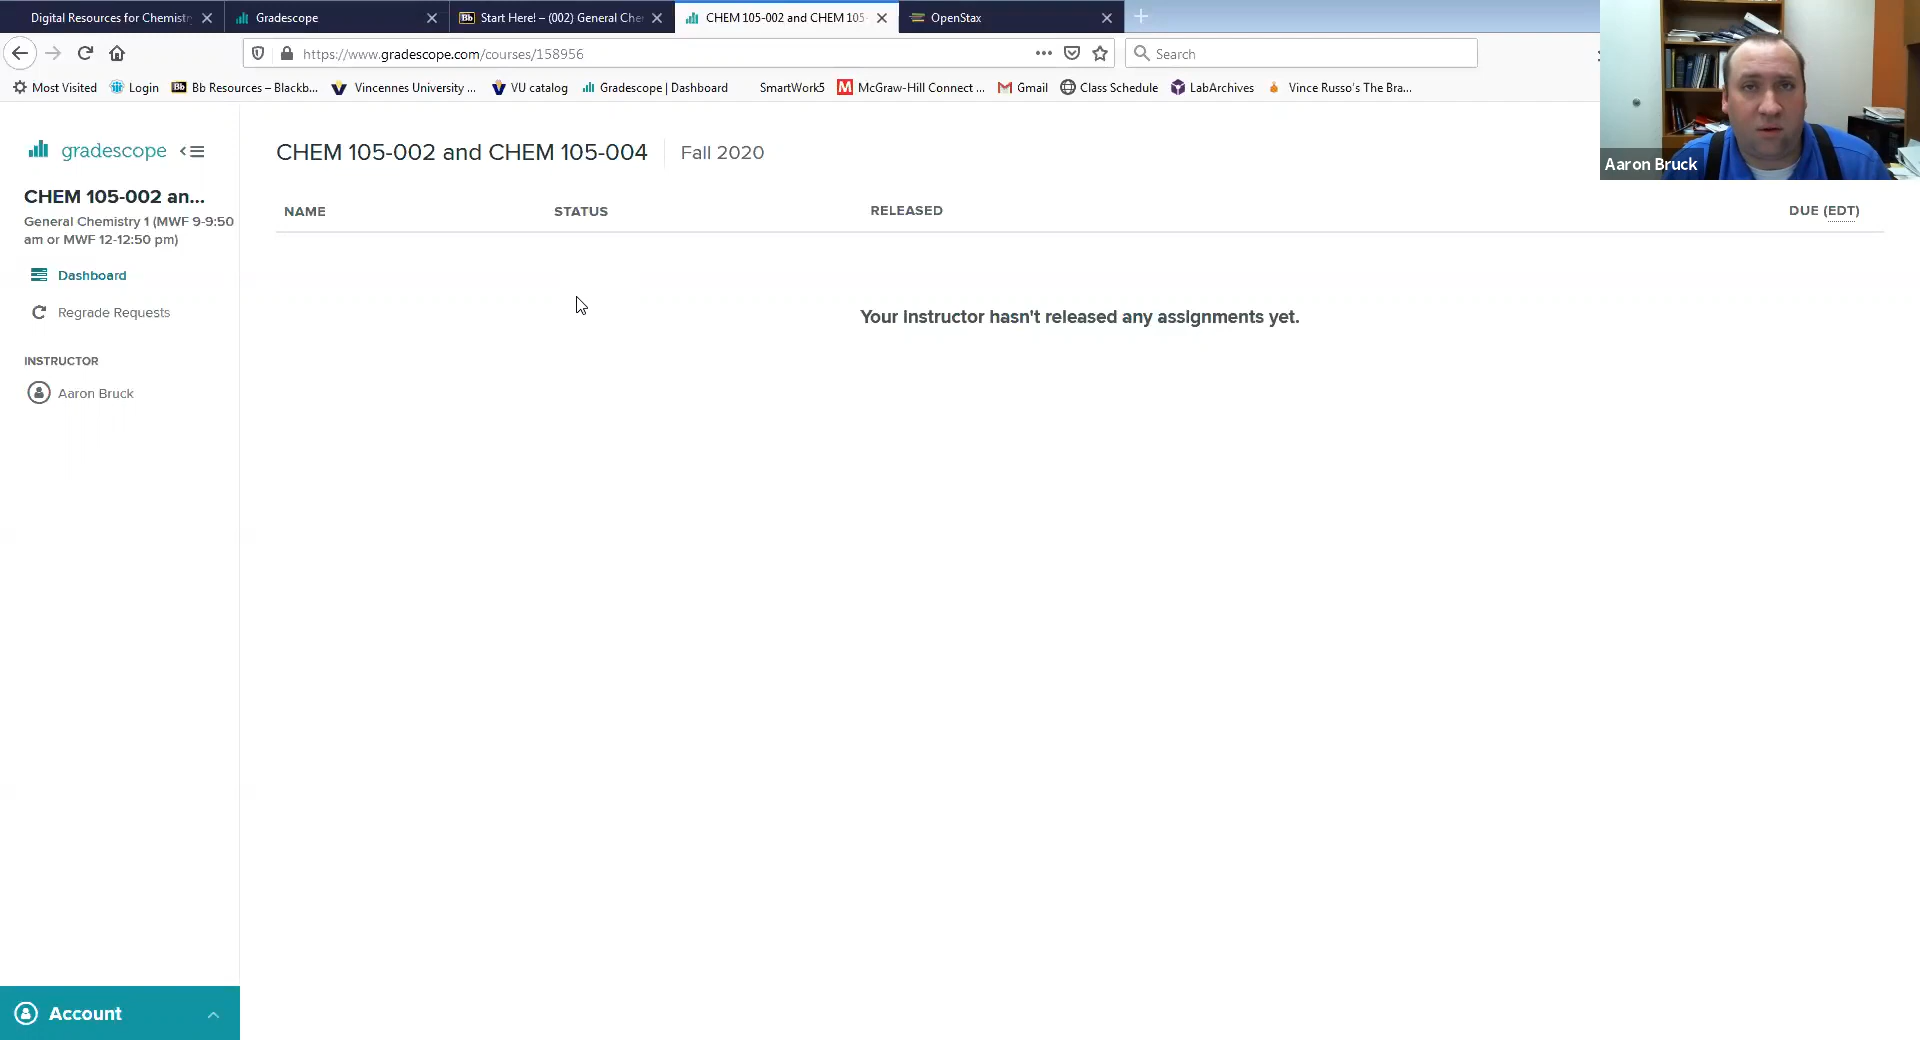 Digital Resources for Chemist
Gradescope
Bb Start Here! – (002) General Che
CHEM 105-002 and CHEM 105-
OpenStax
https://www.gradescope.com/courses/158956
Search
Most Visited
Login
Bb Bb Resources – Blackb...
Vincennes University ...
VU catalog
Gradescope | Dashboard
SmartWork5
M McGraw-Hill Connect ...
Gmail
Class Schedule
LabArchives
Vince Russo's The Bra...
Aaron Bruck
gradescope
CHEM 105-002 an...
General Chemistry 1 (MWF 9-9:50
am or MWF 12-12:50 pm)
Dashboard
Regrade Requests
INSTRUCTOR
Aaron Bruck
Account
CHEM 105-002 and CHEM 105-004 Fall 2020
NAME STATUS RELEASED DUE (EDT)
Your instructor hasn't released any assignments yet.